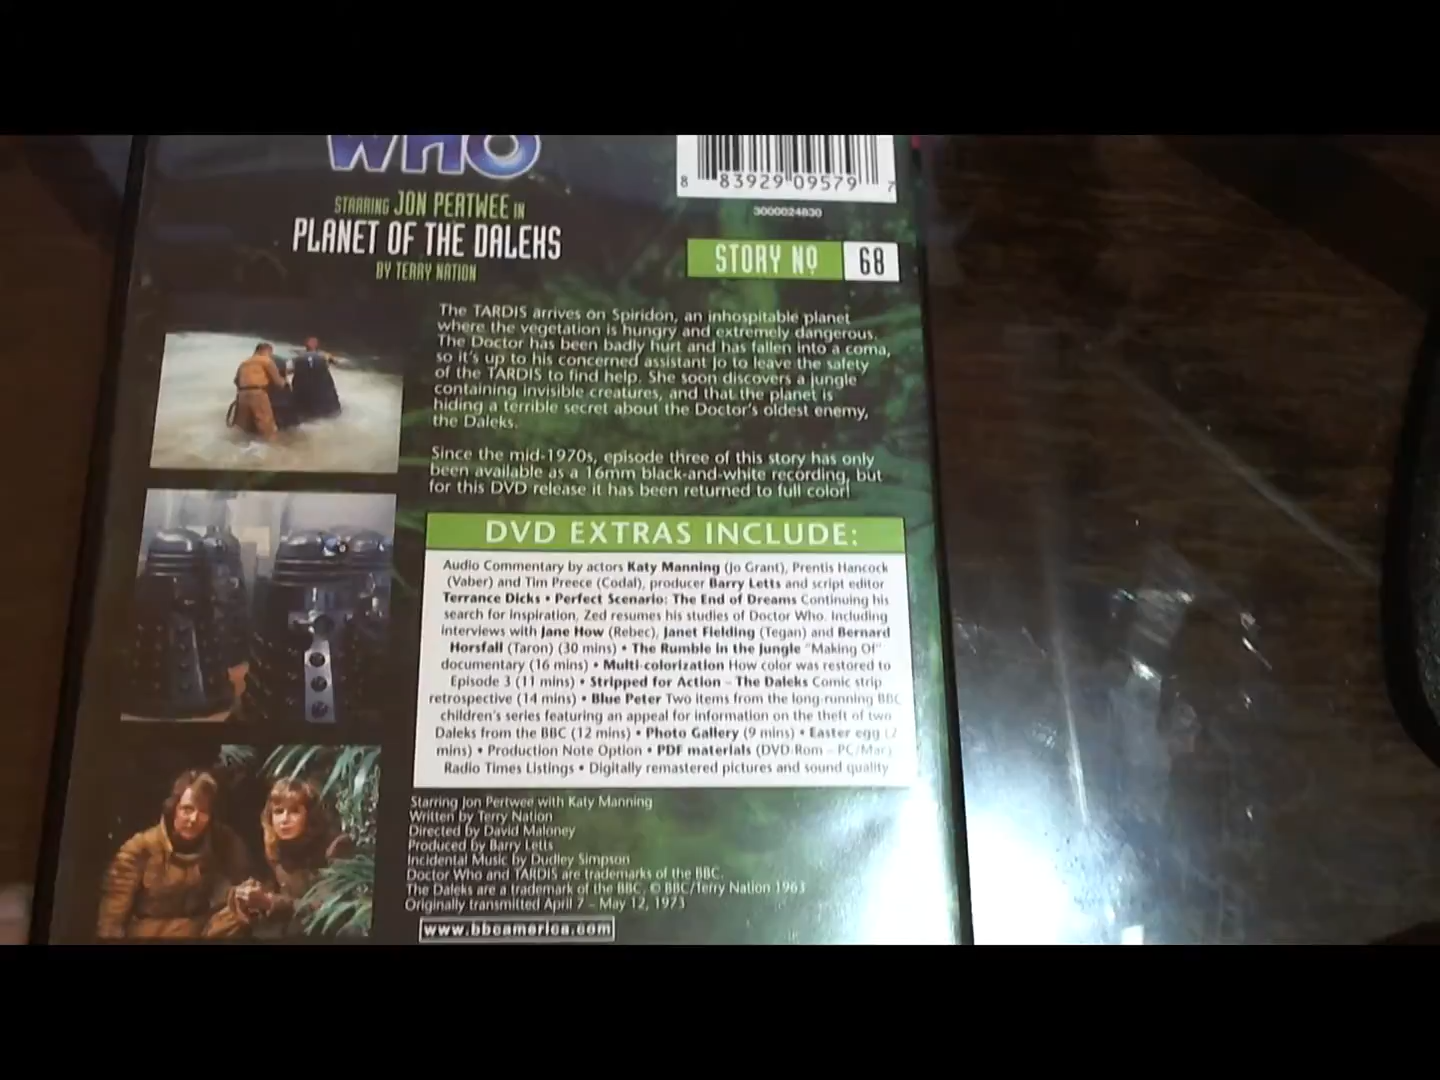 WHO
STARRING JON PERTWEE IN
PLANET OF THE DALEKS
BY TERRY NATION
8 83929 09579 7
3000024830
STORY NO 68
The TARDIS arrives on Spiridon, an inhospitable planet
where the vegetation is hungry and extremely dangerous.
The Doctor has been badly hurt and has fallen into a coma,
so it's up to his concerned assistant Jo to leave the safety
of the TARDIS to find help. She soon discovers a jungle
containing invisible creatures, and that the planet is
hiding a terrible secret about the Doctor's oldest enemy,
the Daleks.
Since the mid-1970s, episode three of this story has only
been available as a 16mm black-and-white recording, but
for this DVD release it has been returned to full color!
DVD EXTRAS INCLUDE:
Audio Commentary by actors Katy Manning (Jo Grant), Prentis Hancock
(Vaber) and Tim Preece (Codal), producer Barry Letts and script editor
Terrance Dicks • Perfect Scenario: The End of Dreams Continuing his
search for inspiration, Zed resumes his studies of Doctor Who. Including
interviews with Jane How (Rebec), Janet Fielding (Tegan) and Bernard
Horsfall (Taron) (30 mins) • The Rumble in the Jungle "Making Of"
documentary (16 mins) • Multi-colorization How color was restored to
Episode 3 (11 mins) • Stripped for Action – The Daleks Comic strip
retrospective (14 mins) • Blue Peter Two items from the long-running BBC
children's series featuring an appeal for information on the theft of two
Daleks from the BBC (12 mins) • Photo Gallery (9 mins) • Easter egg (2
mins) • Production Note Option • PDF materials (DVD-Rom – PC/Mac)
Radio Times Listings • Digitally remastered pictures and sound quality
Starring Jon Pertwee with Katy Manning
Written by Terry Nation
Directed by David Maloney
Produced by Barry Letts
Incidental Music by Dudley Simpson
Doctor Who and TARDIS are trademarks of the BBC.
The Daleks are a trademark of the BBC, © BBC/Terry Nation 1963
Originally transmitted April 7 – May 12, 1973
www.bbcamerica.com